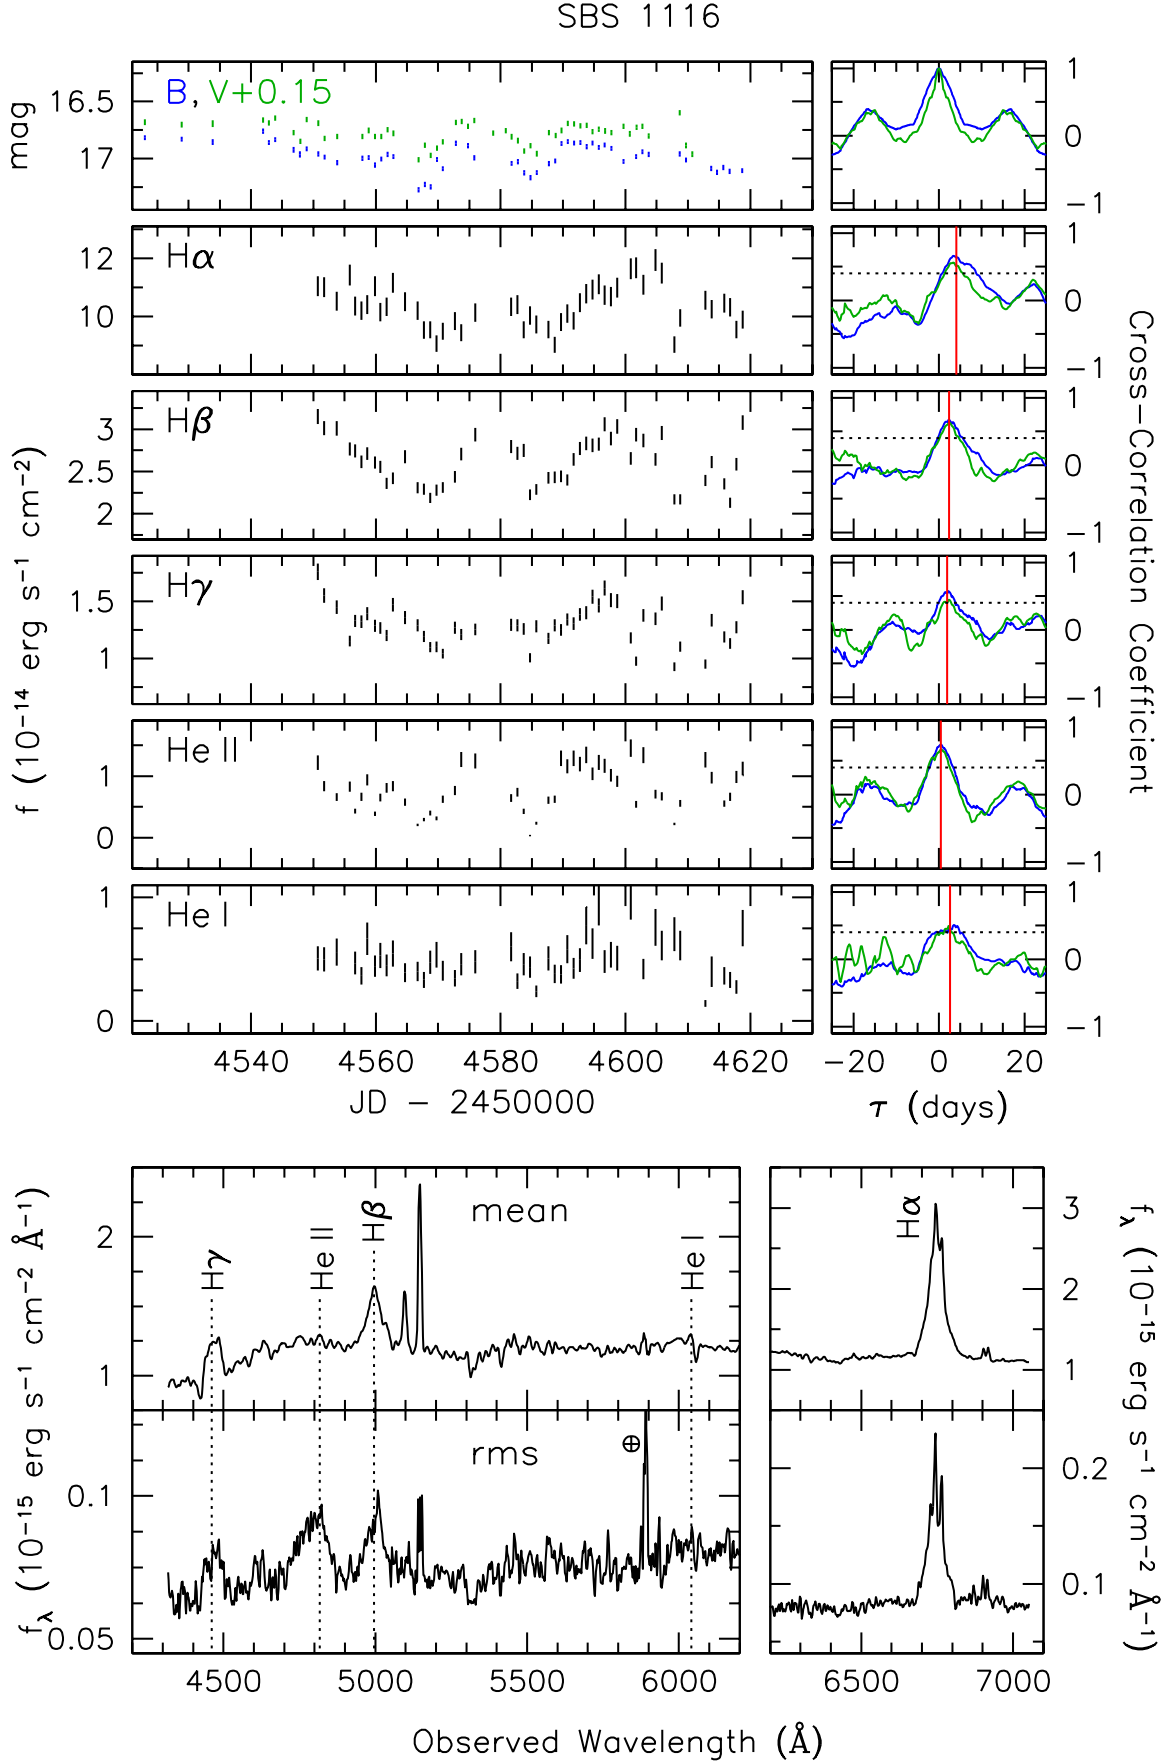 SBS 1116
B, V+0.15
mag
16.5
17
1
0
−1
Hα
12
10
1
0
−1
Hβ
3
2.5
2
1
0
−1
Hγ
1.5
1
1
0
−1
He II
1
0
1
0
−1
He I
1
0.5
0
1
0
−1
f (10⁻¹⁴ erg s⁻¹ cm⁻²)
Cross−Correlation Coefficient
4540 4560 4580 4600 4620
−20 0 20
JD − 2450000
τ (days)
mean
Hγ
He II
Hβ
He I
Hα
2
1
3
2
1
rms
⊕
0.1
0.05
0.2
0.1
f_λ (10⁻¹⁵ erg s⁻¹ cm⁻² Å⁻¹)
f_λ (10⁻¹⁵ erg s⁻¹ cm⁻² Å⁻¹)
4500 5000 5500 6000
6500 7000
Observed Wavelength (Å)